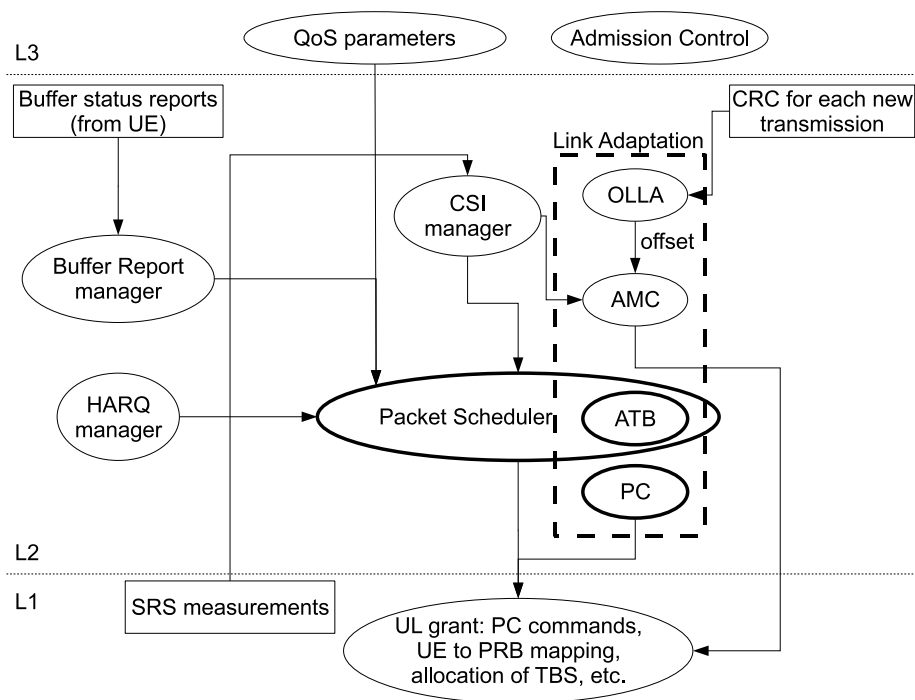 QoS parameters
Admission Control
L3
Buffer status reports
(from UE)
CRC for each new
transmission
Link Adaptation
OLLA
CSI
manager
offset
Buffer Report
manager
AMC
HARQ
manager
Packet Scheduler
ATB
PC
L2
L1
SRS measurements
UL grant: PC commands,
UE to PRB mapping,
allocation of TBS, etc.